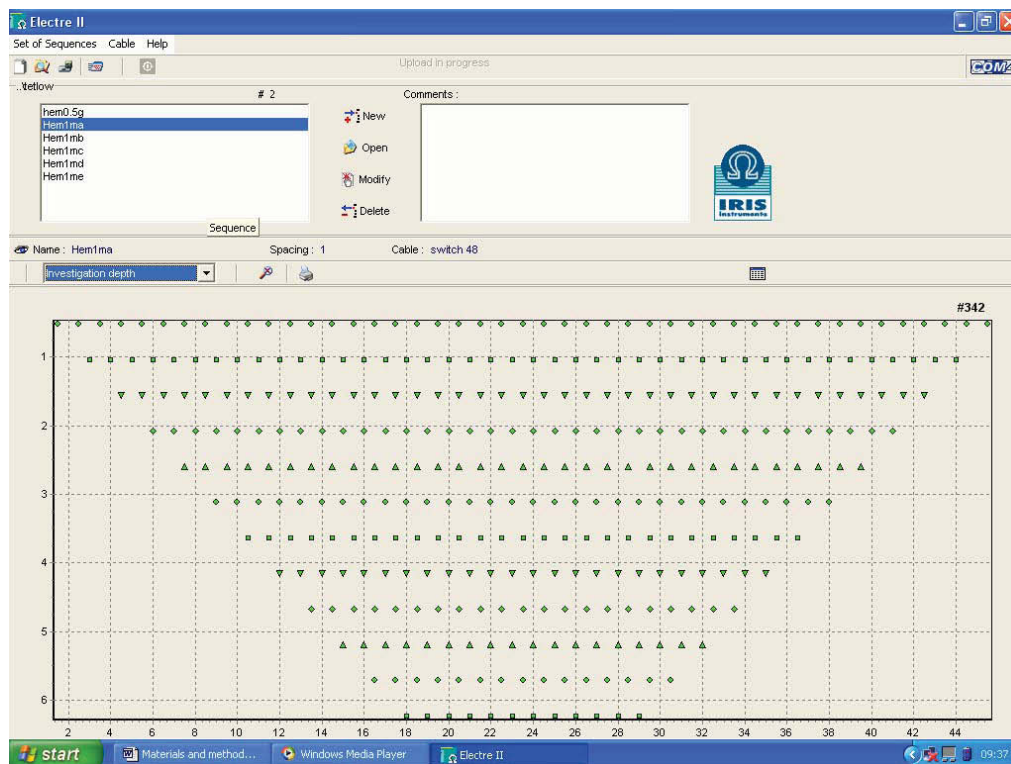 Electre II
Set of Sequences Cable Help
Upload in progress
COM2
..\tetlow
# 2
Comments :
hem0.5g
Hem1ma
Hem1mb
Hem1mc
Hem1md
Hem1me
New
Open
Modify
Delete
IRIS
Instruments
Sequence
Name : Hem1ma Spacing : 1 Cable : switch 48
Investigation depth
#342
1
2
3
4
5
6
2 4 6 8 10 12 14 16 18 20 22 24 26 28 30 32 34 36 38 40 42 44
start Materials and method... Windows Media Player Electre II 09:37